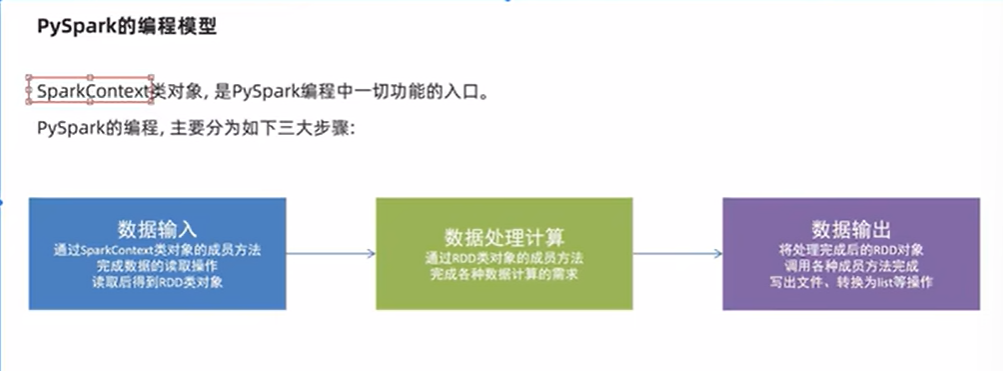 PySpark的编程模型
SparkContext类对象, 是PySpark编程中一切功能的入口。
PySpark的编程, 主要分为如下三大步骤:
数据输入
通过SparkContext类对象的成员方法
完成数据的读取操作
读取后得到RDD类对象
数据处理计算
通过RDD类对象的成员方法
完成各种数据计算的需求
数据输出
将处理完成后的RDD对象
调用各种成员方法完成
写出文件、转换为list等操作